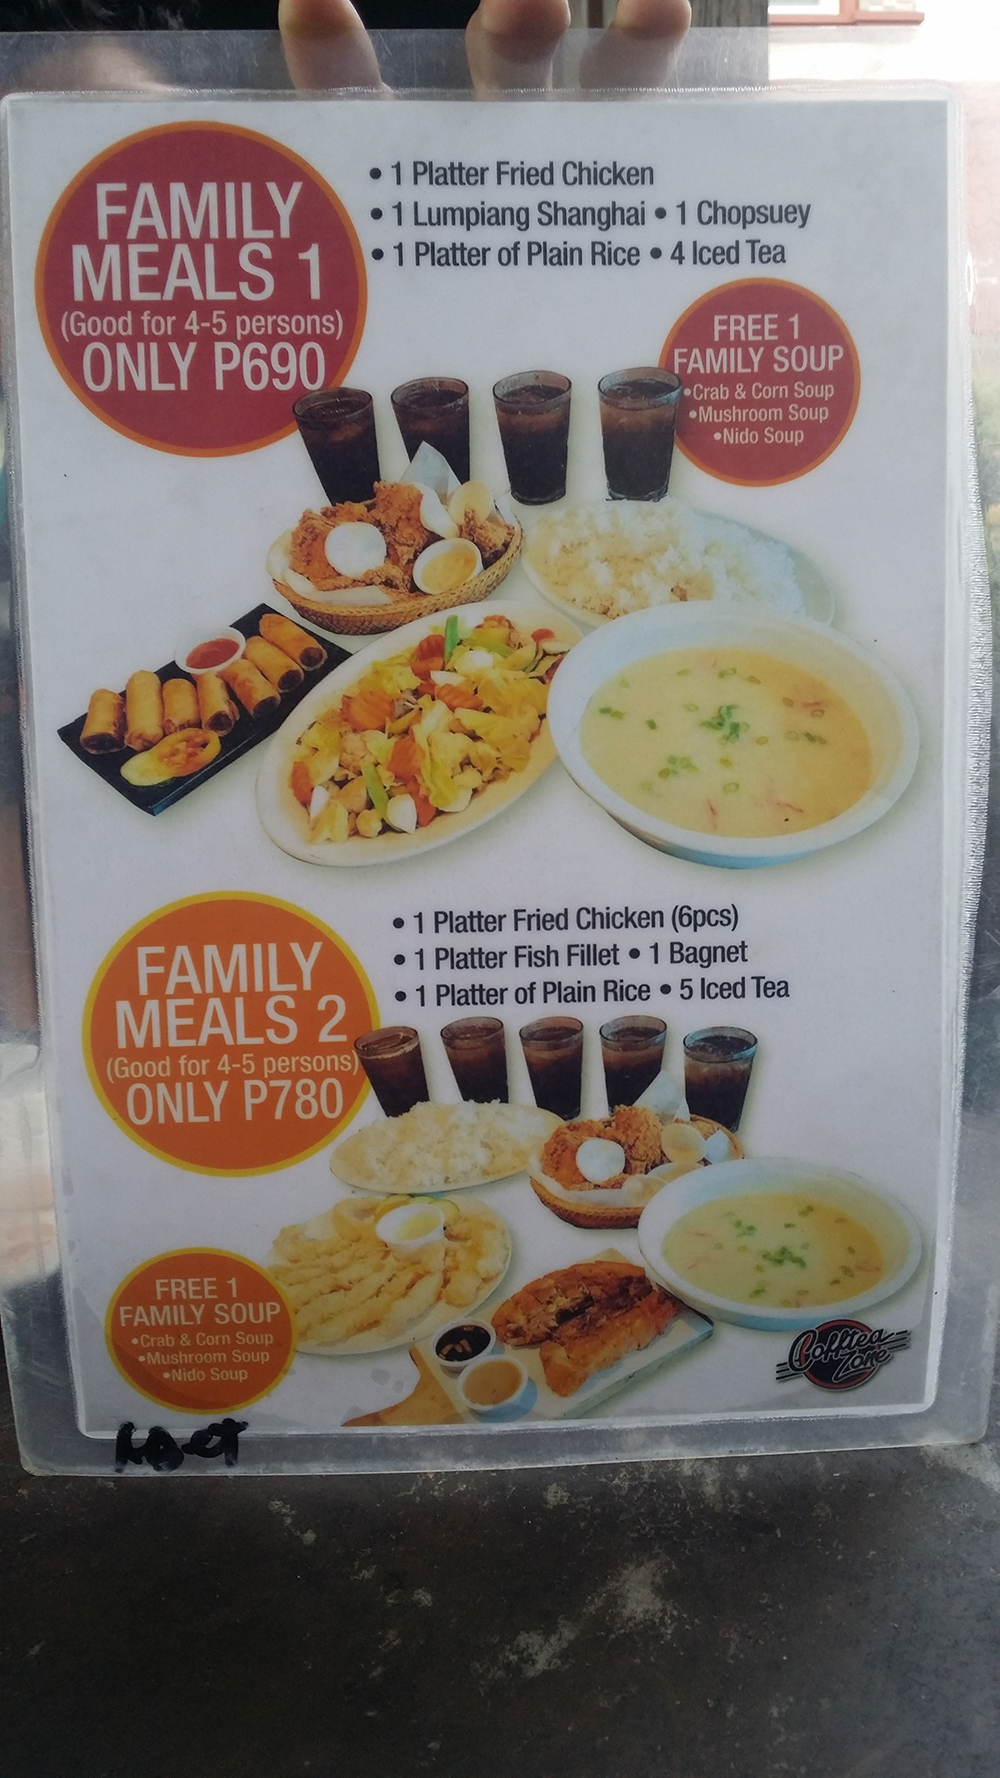 FAMILY
MEALS 1
(Good for 4-5 persons)
ONLY P690
• 1 Platter Fried Chicken
• 1 Lumpiang Shanghai • 1 Chopsuey
• 1 Platter of Plain Rice • 4 Iced Tea
FREE 1
FAMILY SOUP
•Crab & Corn Soup
•Mushroom Soup
•Nido Soup
FAMILY
MEALS 2
(Good for 4-5 persons)
ONLY P780
• 1 Platter Fried Chicken (6pcs)
• 1 Platter Fish Fillet • 1 Bagnet
• 1 Platter of Plain Rice • 5 Iced Tea
FREE 1
FAMILY SOUP
•Crab & Corn Soup
•Mushroom Soup
•Nido Soup
Cofftea
Zone